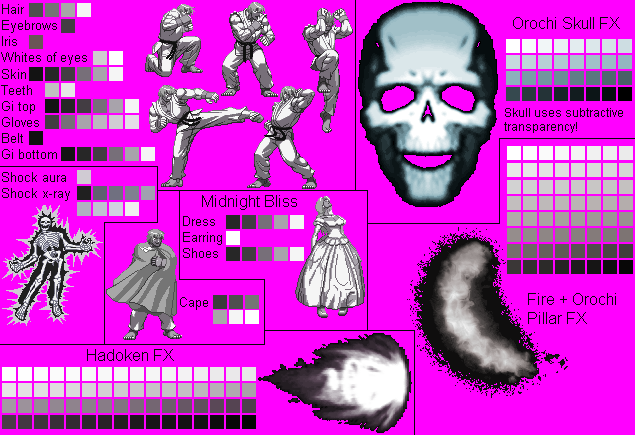 Hair
Eyebrows
Iris
Whites of eyes
Skin
Teeth
Gi top
Gloves
Belt
Gi bottom
Shock aura
Shock x-ray
Midnight Bliss
Dress
Earring
Shoes
Cape
Orochi Skull FX
Skull uses subtractive
transparency!
Fire + Orochi
Pillar FX
Hadoken FX